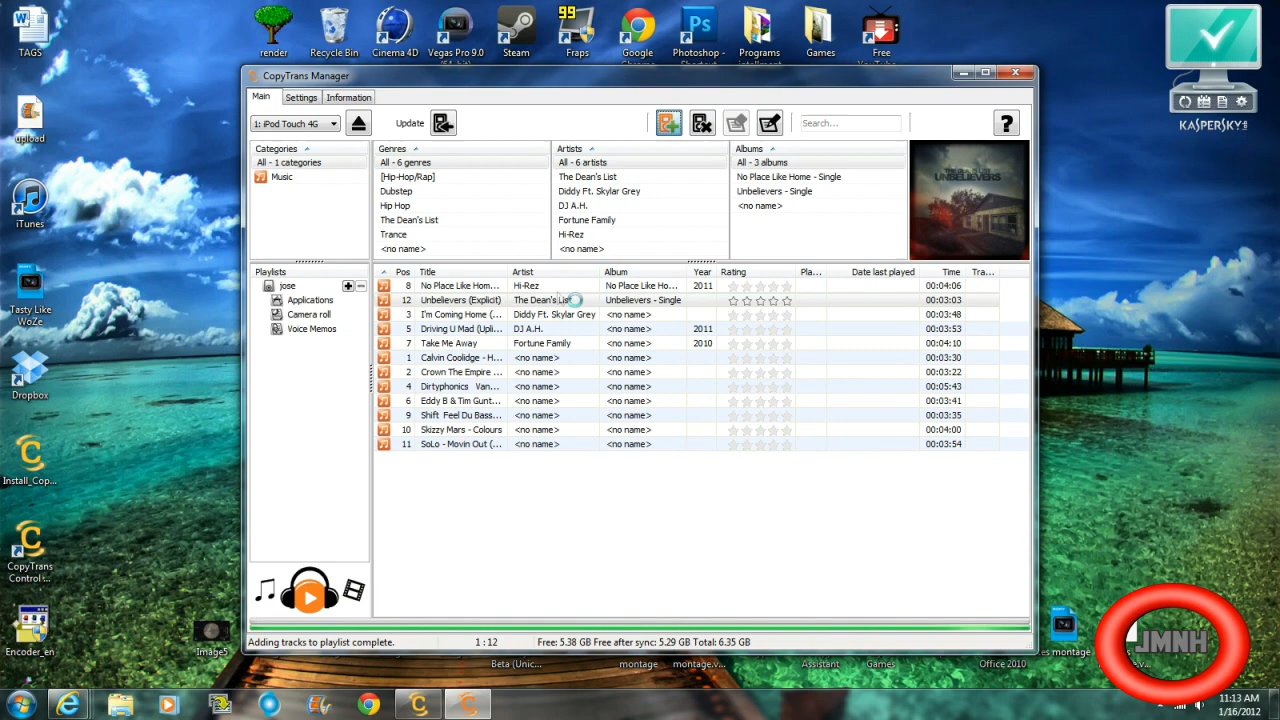 TAGS
render
Recycle Bin
Cinema 4D
Vegas Pro 9.0
Steam
99
Fraps
Google
Ps
Photoshop -
Programs
Games
Free
KASPERSKY
upload
iTunes
Tasty Like
WoZe
Dropbox
Install_Cop...
CopyTrans
Control ...
Encoder_en
Image5
CopyTrans Manager
Main
Settings
Information
1: iPod Touch 4G
Update
Search...
?
Categories
All - 1 categories
Music
Genres
All - 6 genres
[Hip-Hop/Rap]
Dubstep
Hip Hop
The Dean's List
Trance
<no name>
Artists
All - 6 artists
The Dean's List
Diddy Ft. Skylar Grey
DJ A.H.
Fortune Family
Hi-Rez
<no name>
Albums
All - 3 albums
No Place Like Home - Single
Unbelievers - Single
<no name>
UNBELIEVERS
Playlists
jose
Applications
Camera roll
Voice Memos
Pos Title Artist Album Year Rating Pla... Date last played Time Tra...
8 No Place Like Hom... Hi-Rez No Place Like Ho... 2011 00:04:06
12 Unbelievers (Explicit) The Dean's List Unbelievers - Single 00:03:03
3 I'm Coming Home (... Diddy Ft. Skylar Grey <no name> 00:03:48
5 Driving U Mad (Upli... DJ A.H. <no name> 2011 00:03:53
7 Take Me Away Fortune Family <no name> 2010 00:04:10
1 Calvin Coolidge - H... <no name> <no name> 00:03:30
2 Crown The Empire ... <no name> <no name> 00:03:22
4 Dirtyphonics Van... <no name> <no name> 00:05:43
6 Eddy B & Tim Gunt... <no name> <no name> 00:03:41
9 Shift Feel Du Bass... <no name> <no name> 00:03:35
10 Skizzy Mars - Colours <no name> <no name> 00:04:00
11 SoLo - Movin Out (... <no name> <no name> 00:03:54
Adding tracks to playlist complete. 1 : 12 Free: 5.38 GB Free after sync: 5.29 GB Total: 6.35 GB
Beta (Unic...
montage
montage.v...
Assistant
Games
Office 2010
es montage
JMNH
11:13 AM
1/16/2012